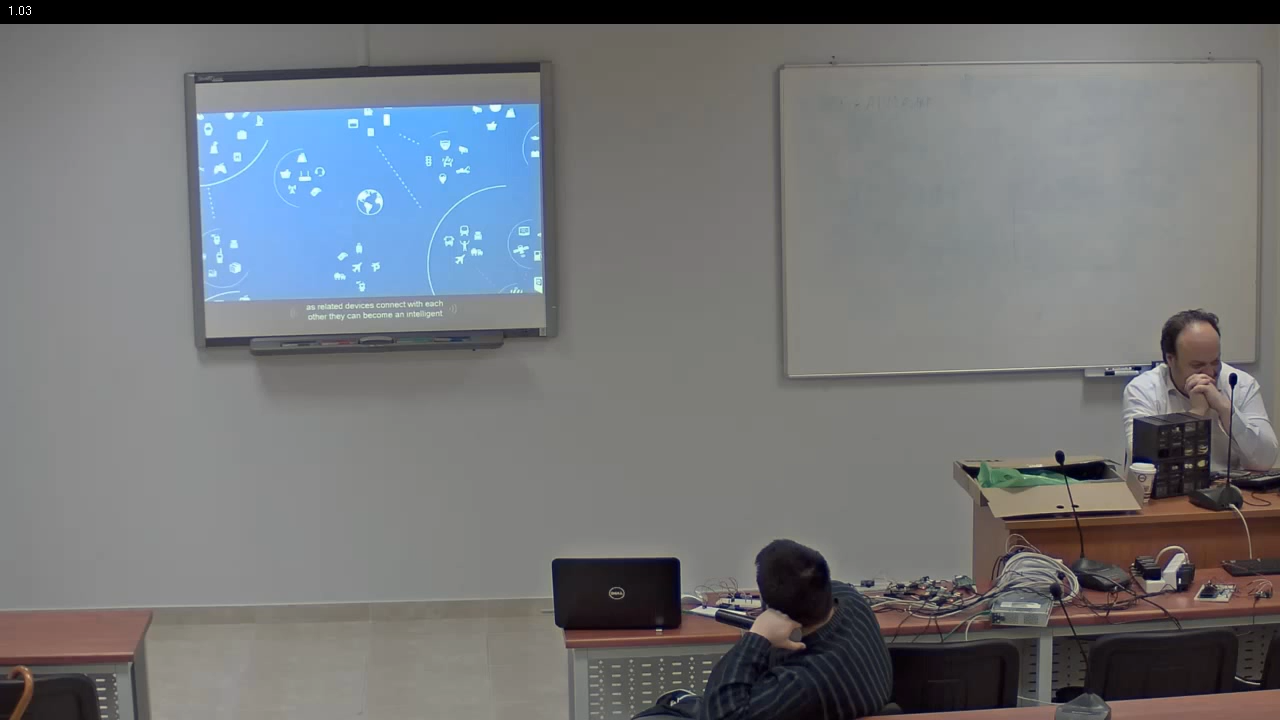 1.03
as related devices connect with each
other they can become an intelligent
DELL